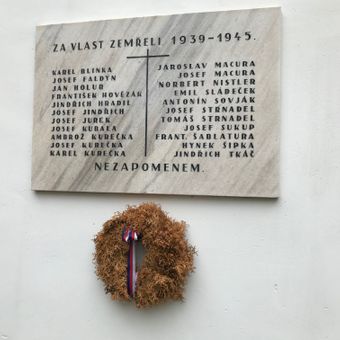 ZA VLAST ZEMŘELI 1939-1945.
KAREL BLINKA
JOSEF FALDYN
JAN HOLUB
FRANTIŠEK HOVĚZÁK
JINDŘICH HRADIL
JOSEF JINDŘICH
JOSEF JUREK
JOSEF KUBALA
AMBROŽ KUREČKA
JOSEF KUREČKA
KAREL KUREČKA
JAROSLAV MACURA
JOSEF MACURA
NORBERT NISTLER
EMIL SLÁDEČEK
ANTONÍN SOVJÁK
JOSEF STRNADEL
TOMÁŠ STRNADEL
JOSEF SUKUP
FRANT. ŠABLATURA
HYNEK ŠIPKA
JINDŘICH TKÁČ
NEZAPOMENEM.